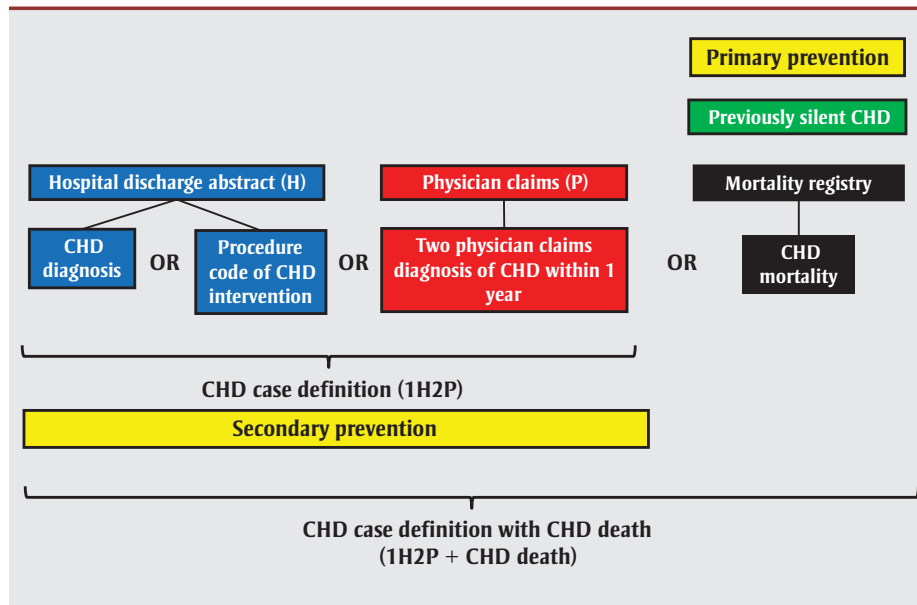 Primary prevention
Previously silent CHD
Hospital discharge abstract (H)
Physician claims (P)
Mortality registry
CHD
diagnosis
OR
Procedure
code of CHD
intervention
OR
Two physician claims
diagnosis of CHD within 1
year
OR
CHD
mortality
CHD case definition (1H2P)
Secondary prevention
CHD case definition with CHD death
(1H2P + CHD death)